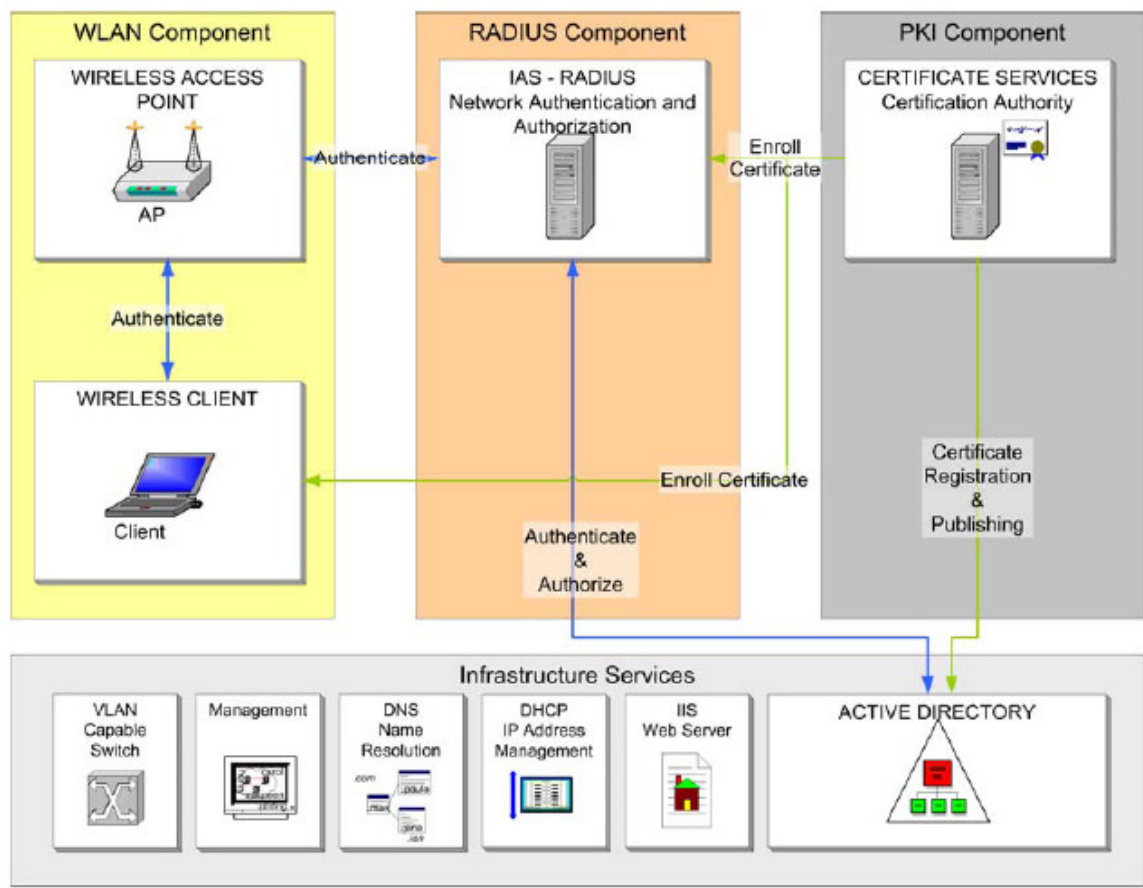 WLAN Component
RADIUS Component
PKI Component
WIRELESS ACCESS
POINT
AP
IAS - RADIUS
Network Authentication and
Authorization
CERTIFICATE SERVICES
Certification Authority
Authenticate
Enroll
Certificate
Authenticate
WIRELESS CLIENT
Client
Enroll Certificate
Certificate
Registration
&
Publishing
Authenticate
&
Authorize
Infrastructure Services
VLAN
Capable
Switch
Management
DNS
Name
Resolution
.com
DHCP
IP Address
Management
IIS
Web Server
ACTIVE DIRECTORY